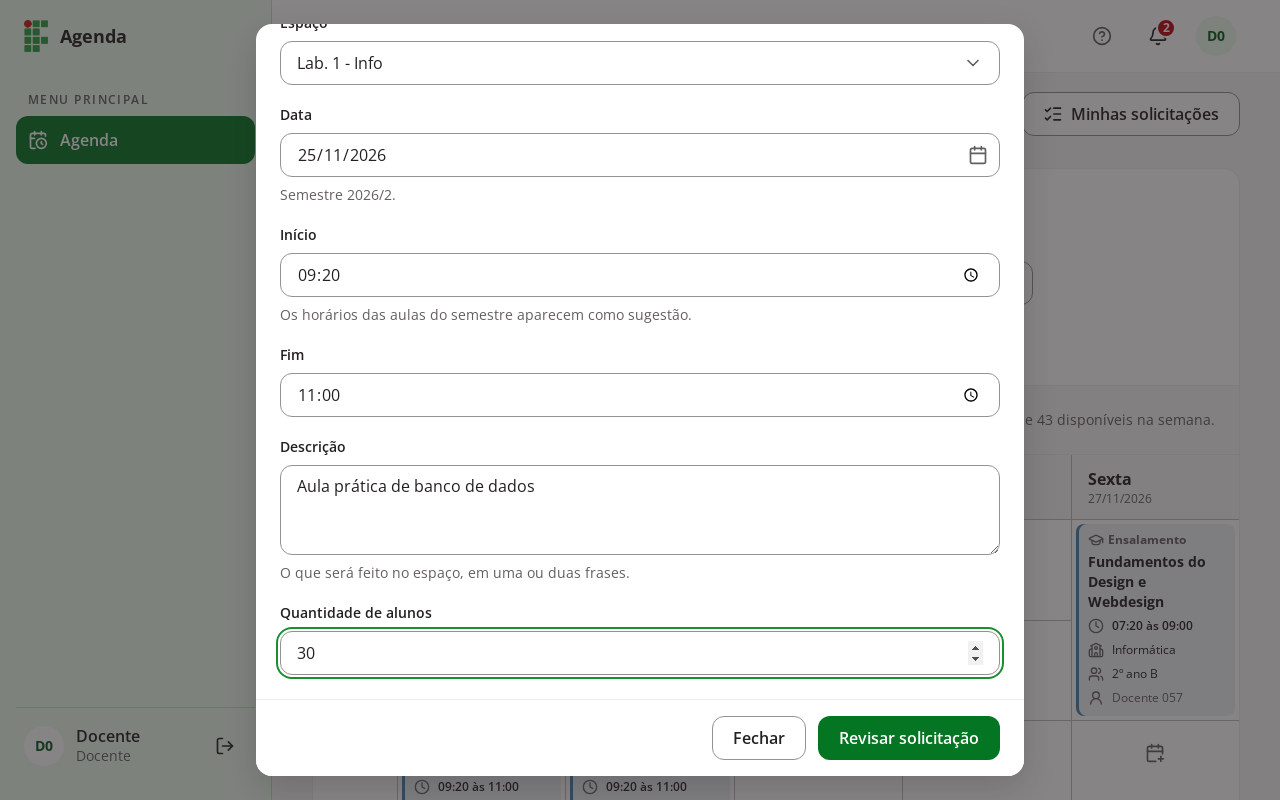 Agenda
MENU PRINCIPAL
Agenda
2
D0
Minhas solicitações
Espaço
Lab. 1 - Info
Data
25/11/2026
Semestre 2026/2.
Início
09:20
Os horários das aulas do semestre aparecem como sugestão.
Fim
11:00
Descrição
Aula prática de banco de dados
O que será feito no espaço, em uma ou duas frases.
Quantidade de alunos
30
Fechar
Revisar solicitação
e 43 disponíveis na semana.
Sexta
27/11/2026
Ensalamento
Fundamentos do
Design e
Webdesign
07:20 às 09:00
Informática
2º ano B
Docente 057
09:20 às 11:00
09:20 às 11:00
D0
Docente
Docente